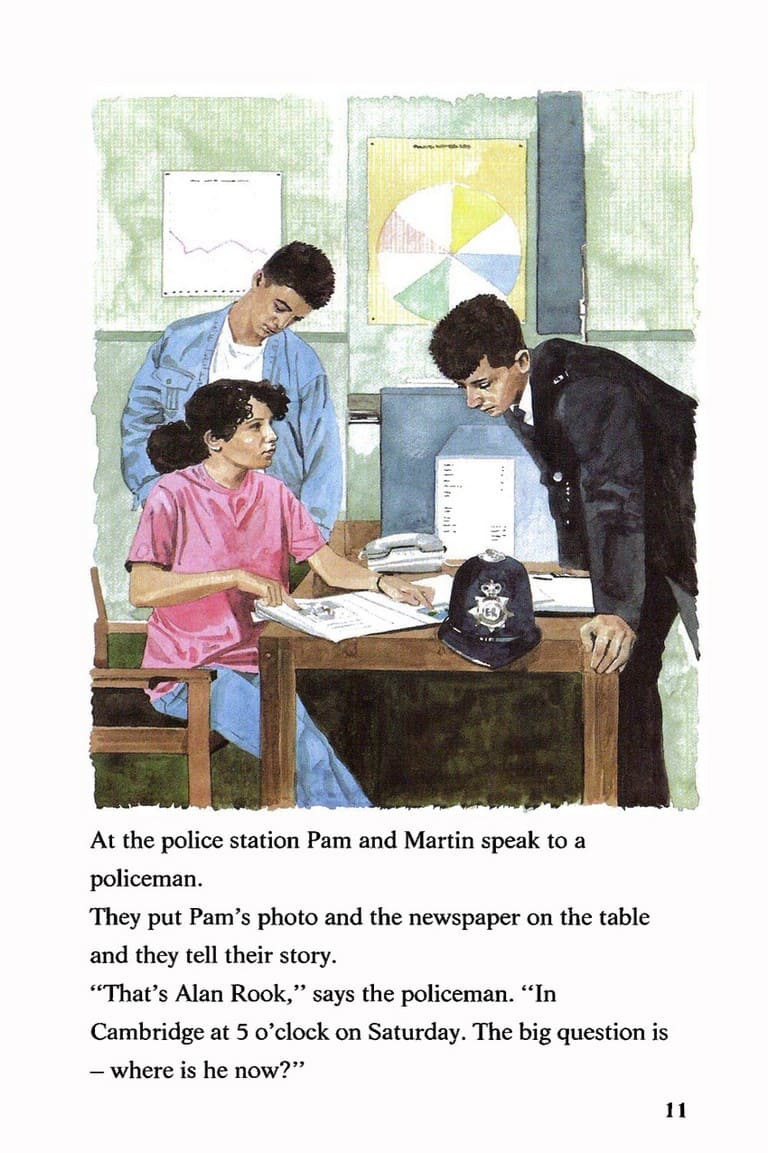 At the police station Pam and Martin speak to a
policeman.
They put Pam’s photo and the newspaper on the table
and they tell their story.
“That’s Alan Rook,” says the policeman. “In
Cambridge at 5 o’clock on Saturday. The big question is
– where is he now?”
11